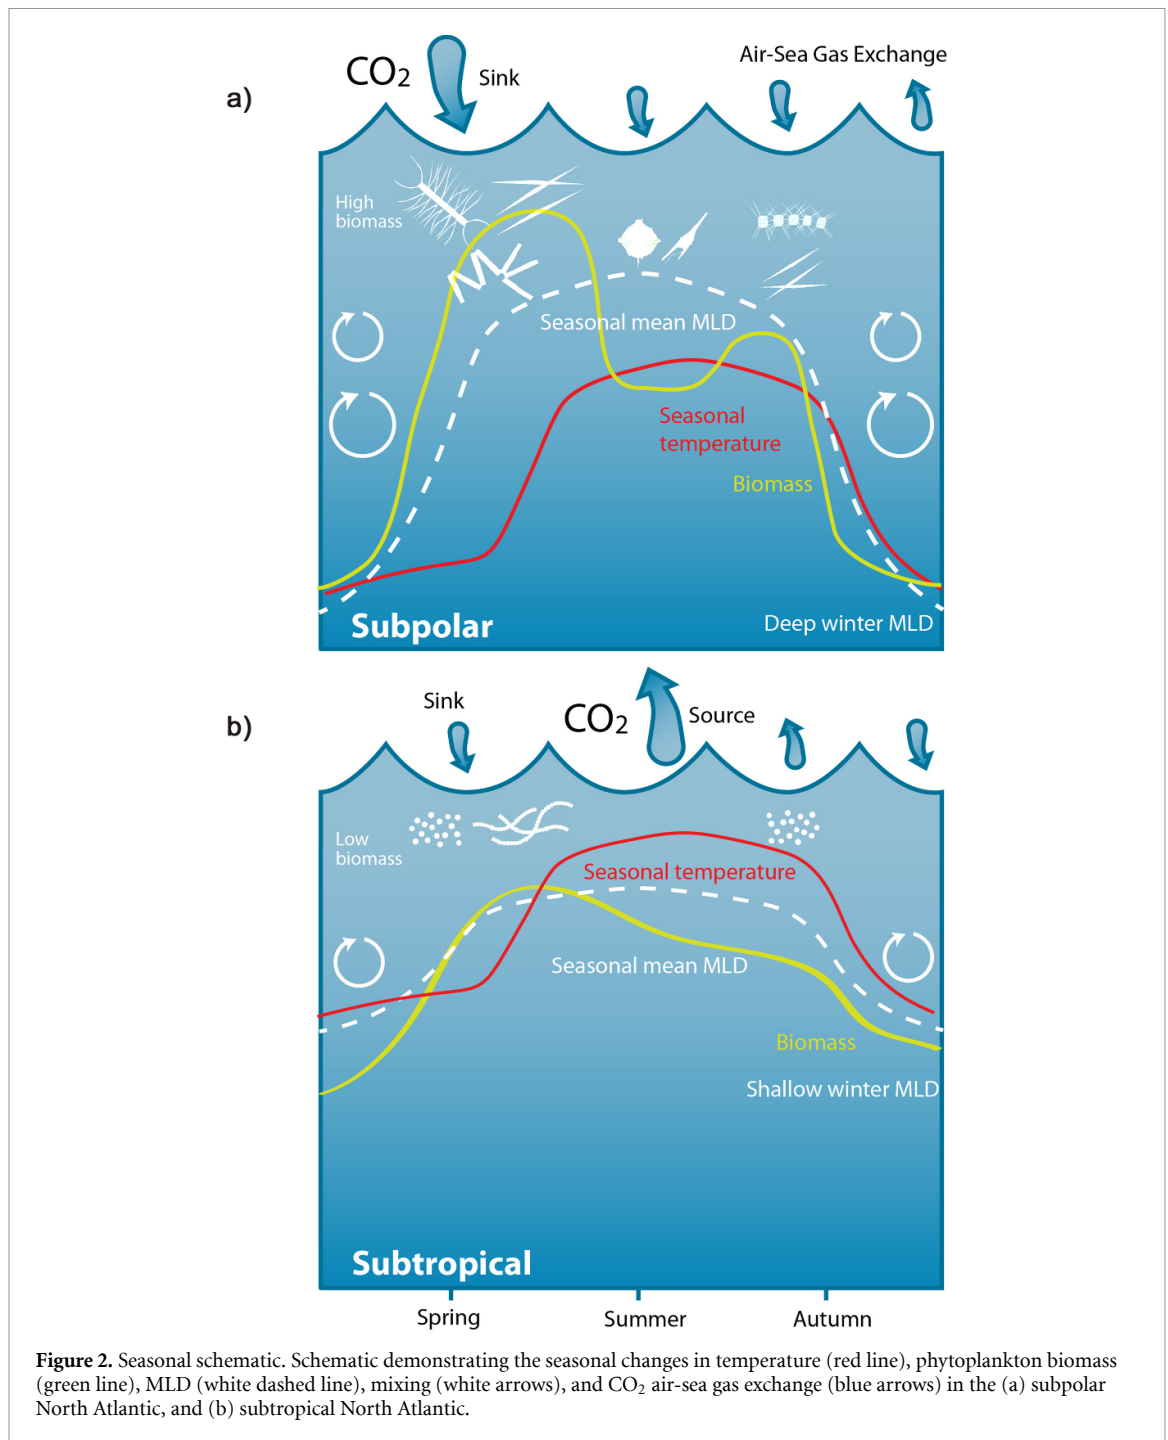 a)
CO₂
Sink
Air-Sea Gas Exchange
High
biomass
Seasonal mean MLD
Seasonal
temperature
Biomass
Subpolar
Deep winter MLD
b)
Sink
CO₂
Source
Low
biomass
Seasonal temperature
Seasonal mean MLD
Biomass
Shallow winter MLD
Subtropical
Spring
Summer
Autumn
Figure 2. Seasonal schematic. Schematic demonstrating the seasonal changes in temperature (red line), phytoplankton biomass
(green line), MLD (white dashed line), mixing (white arrows), and CO₂ air-sea gas exchange (blue arrows) in the (a) subpolar
North Atlantic, and (b) subtropical North Atlantic.